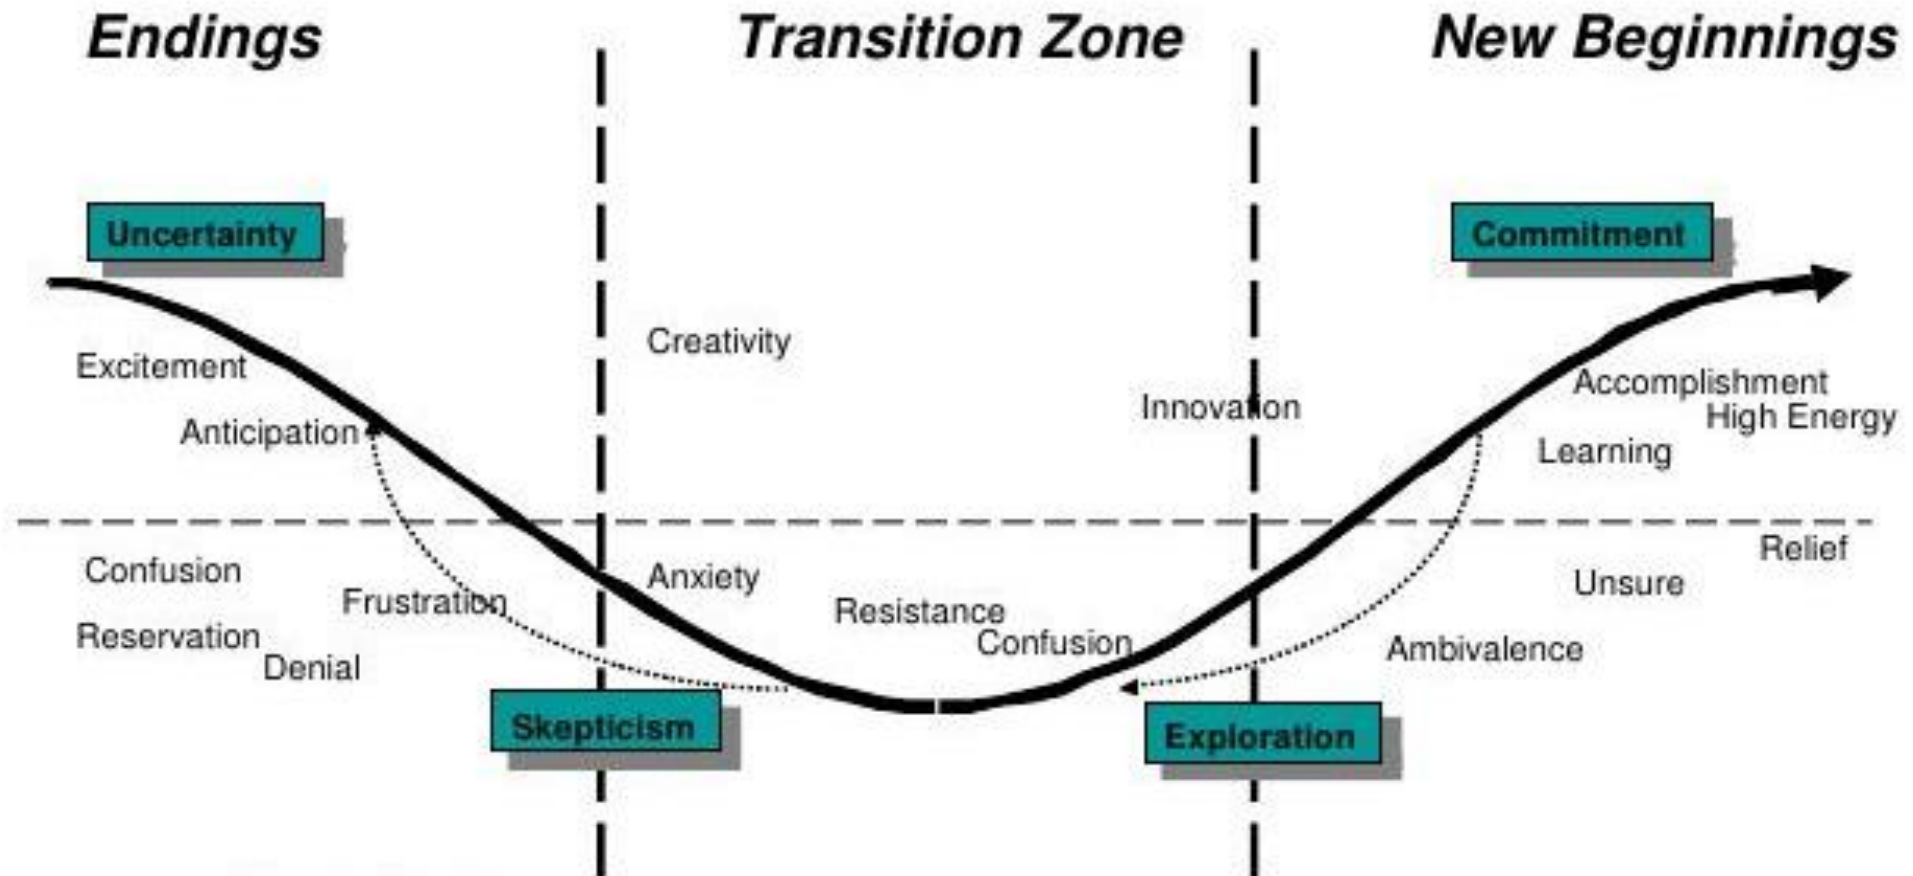 Endings
Transition Zone
New Beginnings
Uncertainty
Commitment
Excitement
Anticipation
Creativity
Innovation
Accomplishment
High Energy
Learning
Confusion
Frustration
Reservation
Denial
Anxiety
Resistance
Confusion
Relief
Unsure
Ambivalence
Skepticism
Exploration